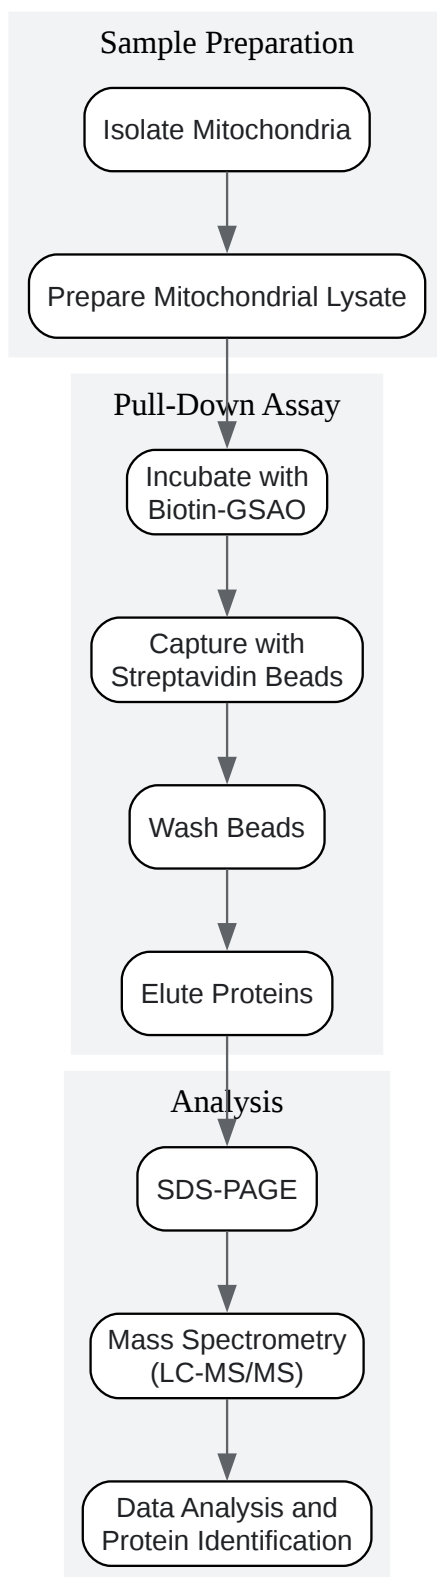 Sample Preparation
Isolate Mitochondria
Prepare Mitochondrial Lysate
Pull-Down Assay
Incubate with
Biotin-GSAO
Capture with
Streptavidin Beads
Wash Beads
Elute Proteins
Analysis
SDS-PAGE
Mass Spectrometry
(LC-MS/MS)
Data Analysis and
Protein Identification